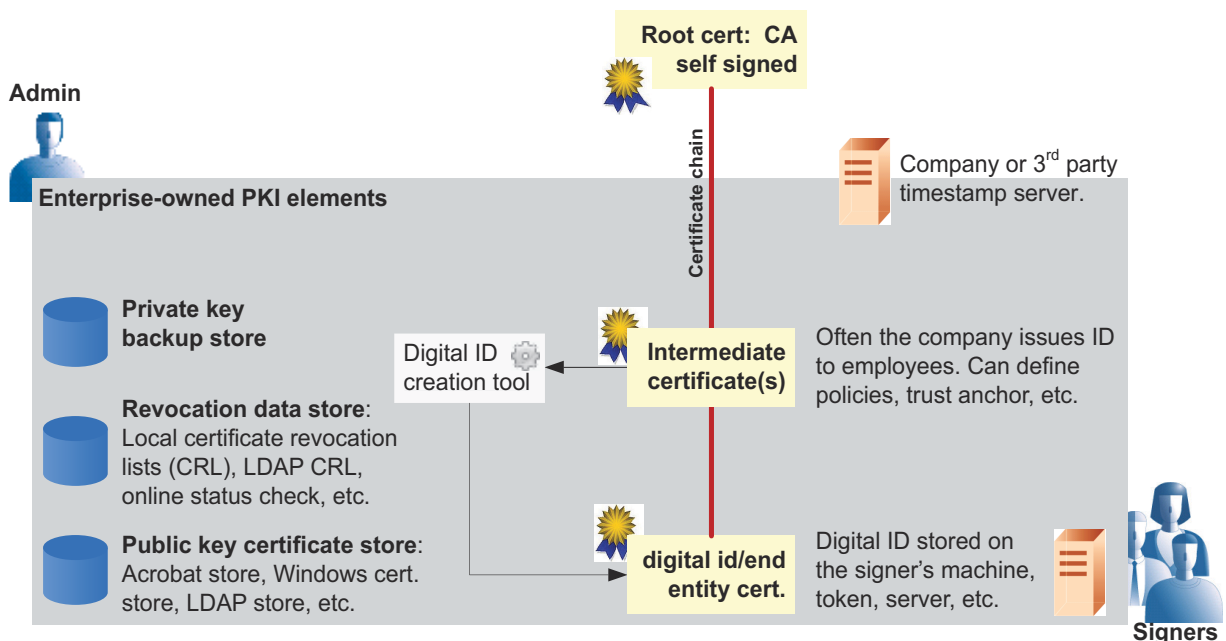 Root cert: CA
self signed
Admin
Certificate chain
Company or 3rd party
timestamp server.
Enterprise-owned PKI elements
Private key
backup store
Digital ID
creation tool
Intermediate
certificate(s)
Often the company issues ID
to employees. Can define
policies, trust anchor, etc.
Revocation data store:
Local certificate revocation
lists (CRL), LDAP CRL,
online status check, etc.
Public key certificate store:
Acrobat store, Windows cert.
store, LDAP store, etc.
digital id/end
entity cert.
Digital ID stored on
the signer’s machine,
token, server, etc.
Signers